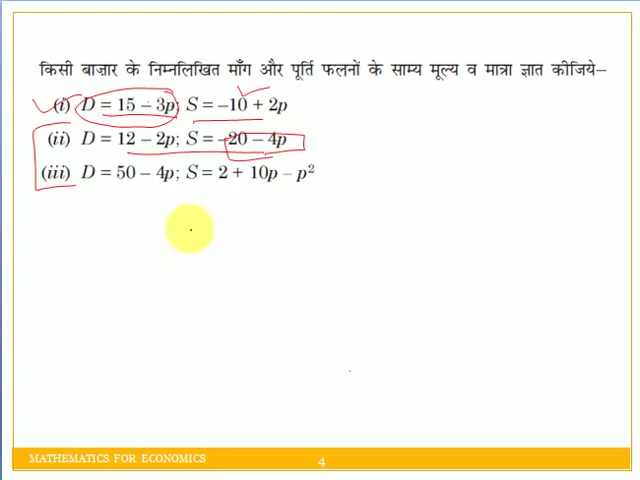 किसी बाज़ार के निम्नलिखित माँग और पूर्ति फलनों के साम्य मूल्य व मात्रा ज्ञात कीजिये–
(i) D = 15 – 3p; S = –10 + 2p
(ii) D = 12 – 2p; S = –20 – 4p
(iii) D = 50 – 4p; S = 2 + 10p – p²
MATHEMATICS FOR ECONOMICS 4